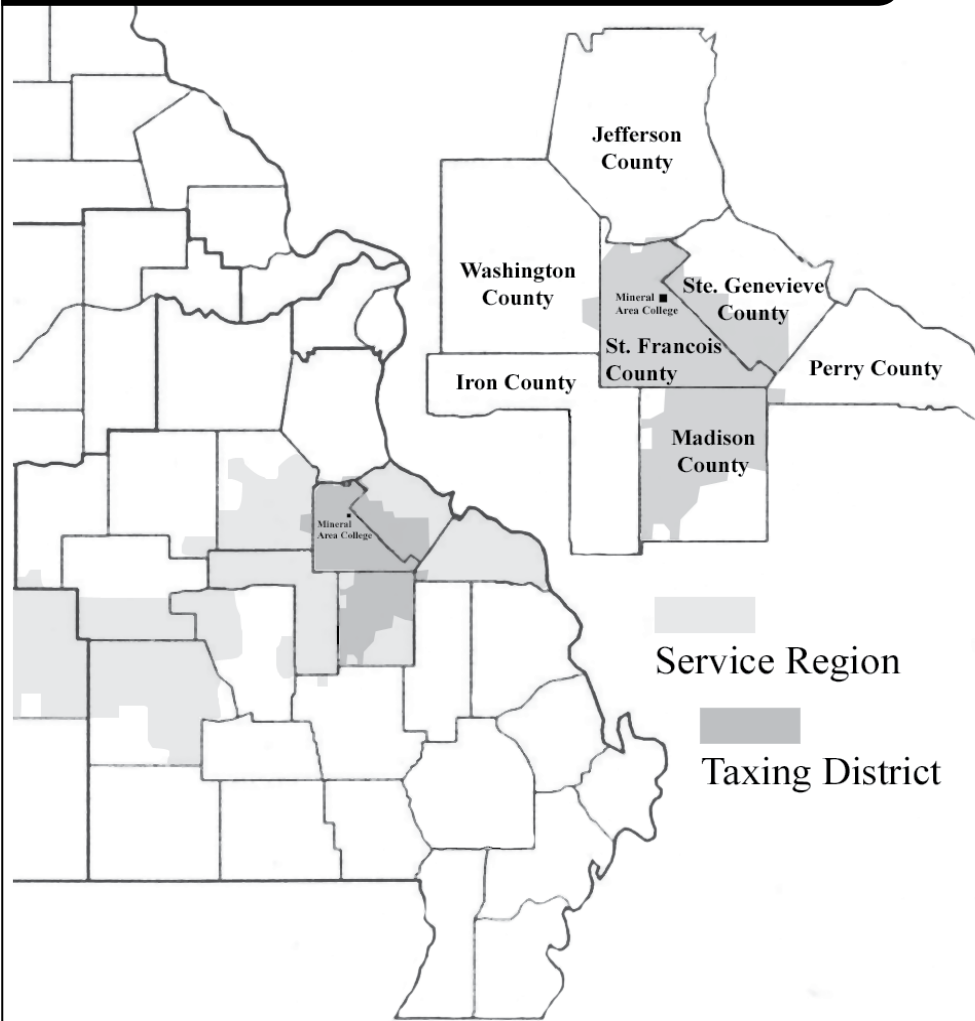 Jefferson
County
Washington
County
Ste. Genevieve
County
Mineral
Area College
St. Francois
County
Perry County
Iron County
Madison
County
Mineral
Area College
Service Region
Taxing District